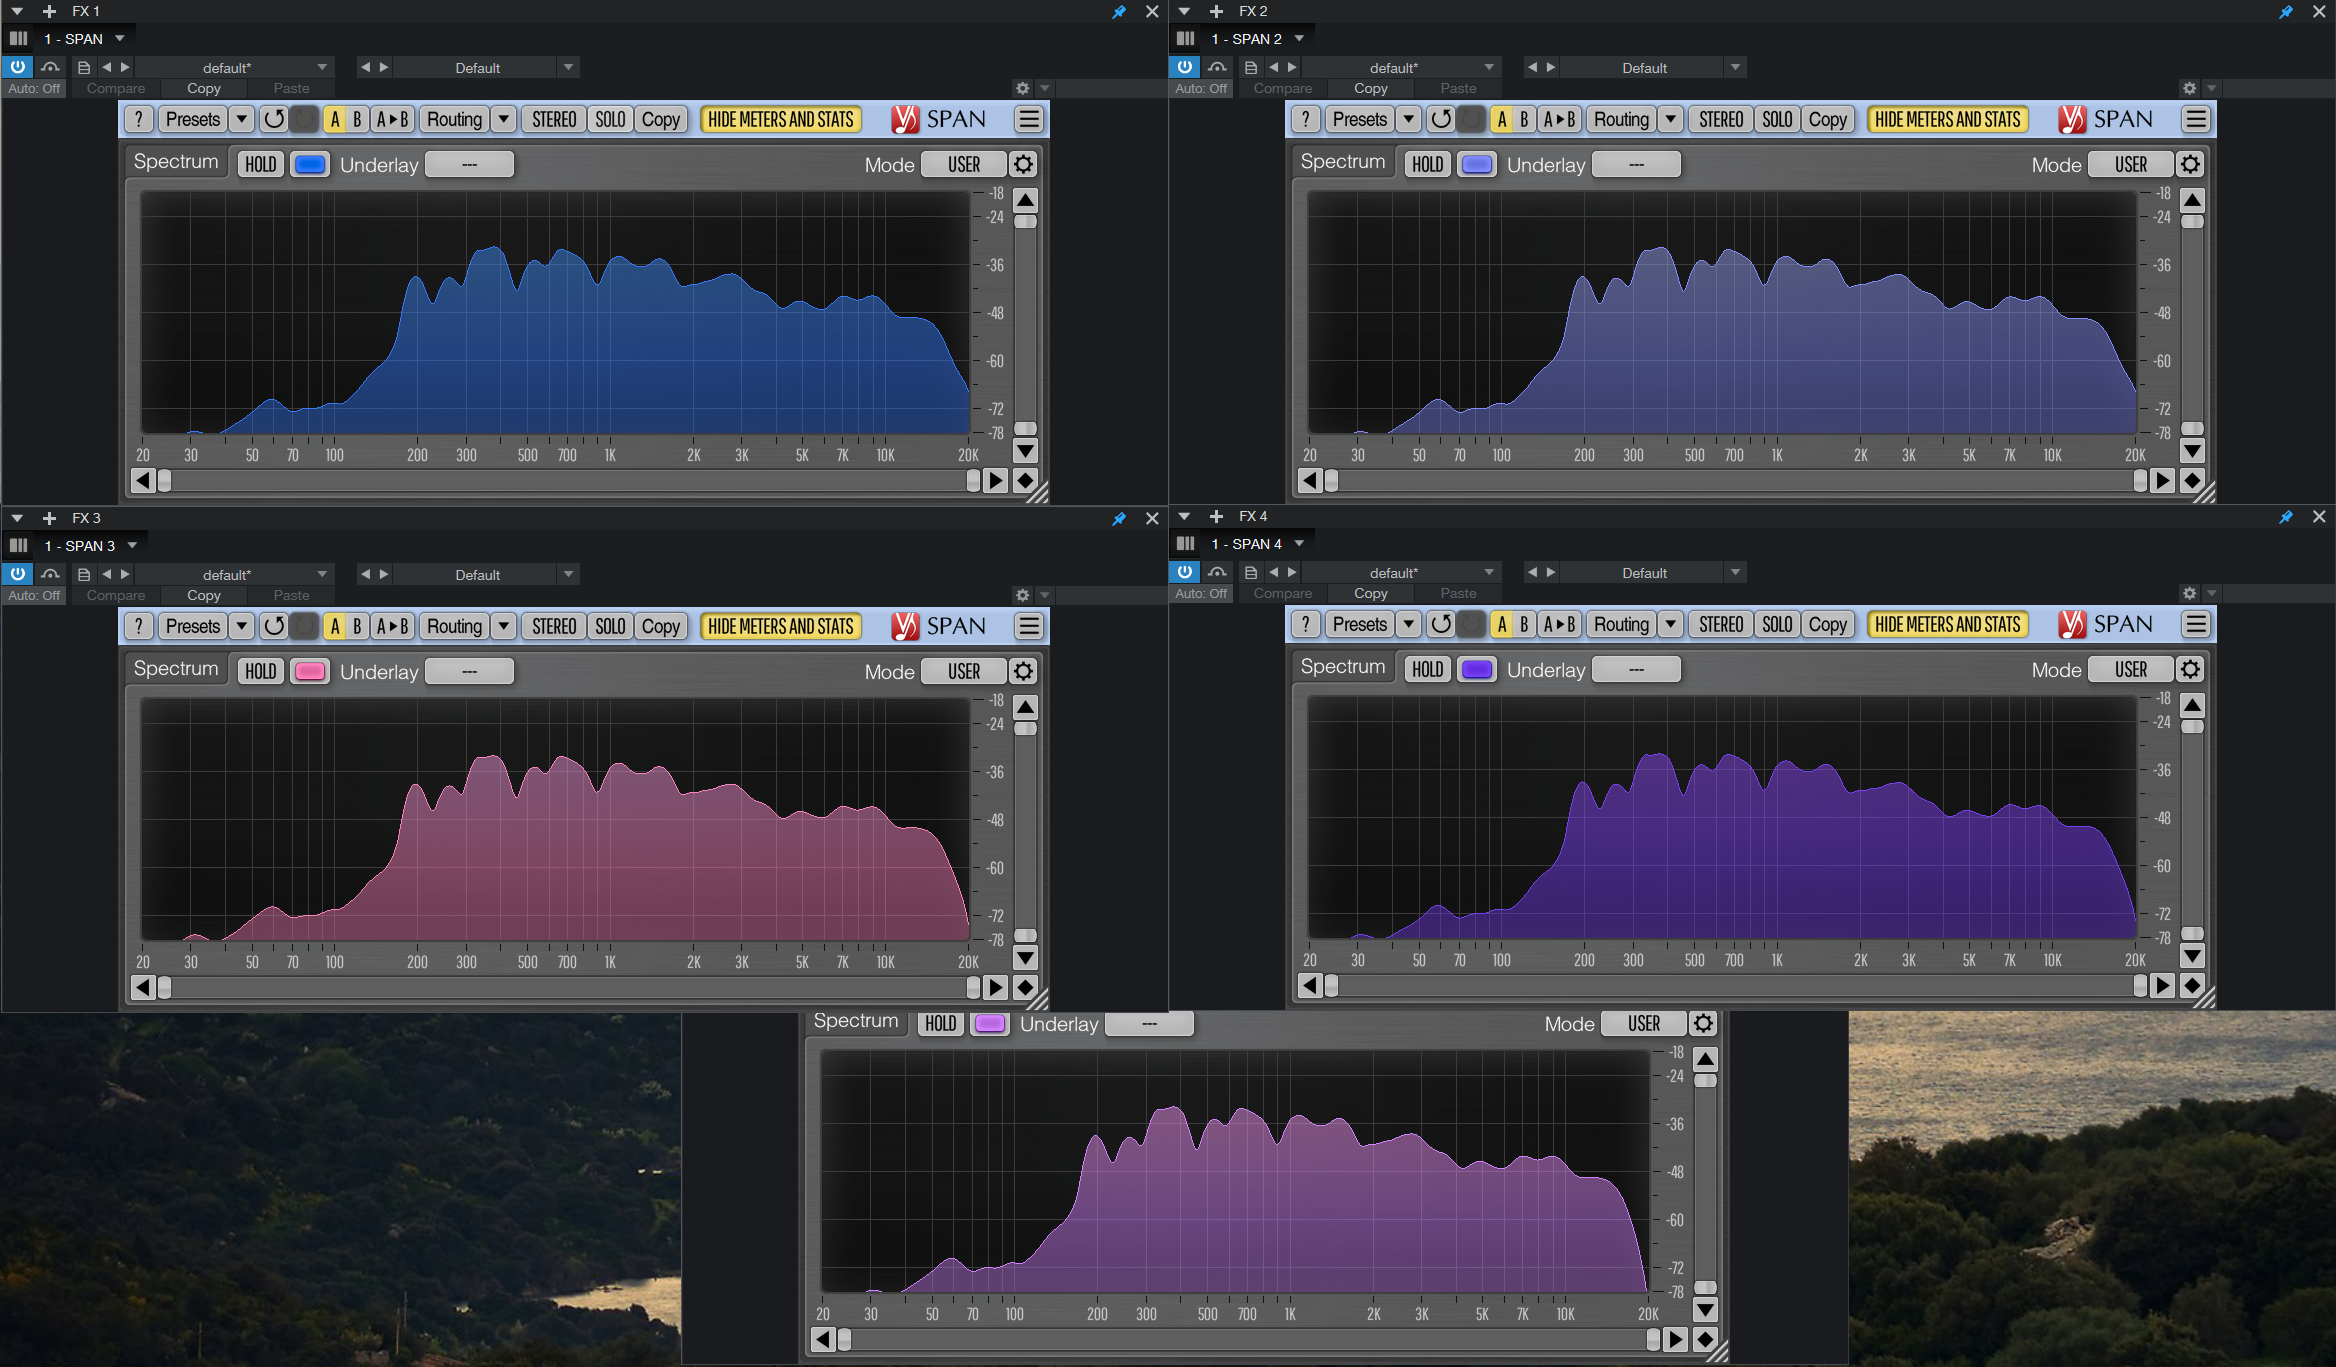 FX 1
1 - SPAN
default*
Default
Auto: Off Compare Copy Paste
? Presets A B A▸B Routing STEREO SOLO Copy HIDE METERS AND STATS SPAN
Spectrum HOLD Underlay --- Mode USER
-18
-24
-36
-48
-60
-72
-78
20 30 50 70 100 200 300 500 700 1K 2K 3K 5K 7K 10K 20K
FX 2
1 - SPAN 2
default*
Default
Auto: Off Compare Copy Paste
? Presets A B A▸B Routing STEREO SOLO Copy HIDE METERS AND STATS SPAN
Spectrum HOLD Underlay --- Mode USER
-18
-24
-36
-48
-60
-72
-78
20 30 50 70 100 200 300 500 700 1K 2K 3K 5K 7K 10K 20K
FX 3
1 - SPAN 3
default*
Default
Auto: Off Compare Copy Paste
? Presets A B A▸B Routing STEREO SOLO Copy HIDE METERS AND STATS SPAN
Spectrum HOLD Underlay --- Mode USER
-18
-24
-36
-48
-60
-72
-78
20 30 50 70 100 200 300 500 700 1K 2K 3K 5K 7K 10K 20K
FX 4
1 - SPAN 4
default*
Default
Auto: Off Compare Copy Paste
? Presets A B A▸B Routing STEREO SOLO Copy HIDE METERS AND STATS SPAN
Spectrum HOLD Underlay --- Mode USER
-18
-24
-36
-48
-60
-72
-78
20 30 50 70 100 200 300 500 700 1K 2K 3K 5K 7K 10K 20K
Spectrum HOLD Underlay --- Mode USER
-18
-24
-36
-48
-60
-72
-78
20 30 50 70 100 200 300 500 700 1K 2K 3K 5K 7K 10K 20K